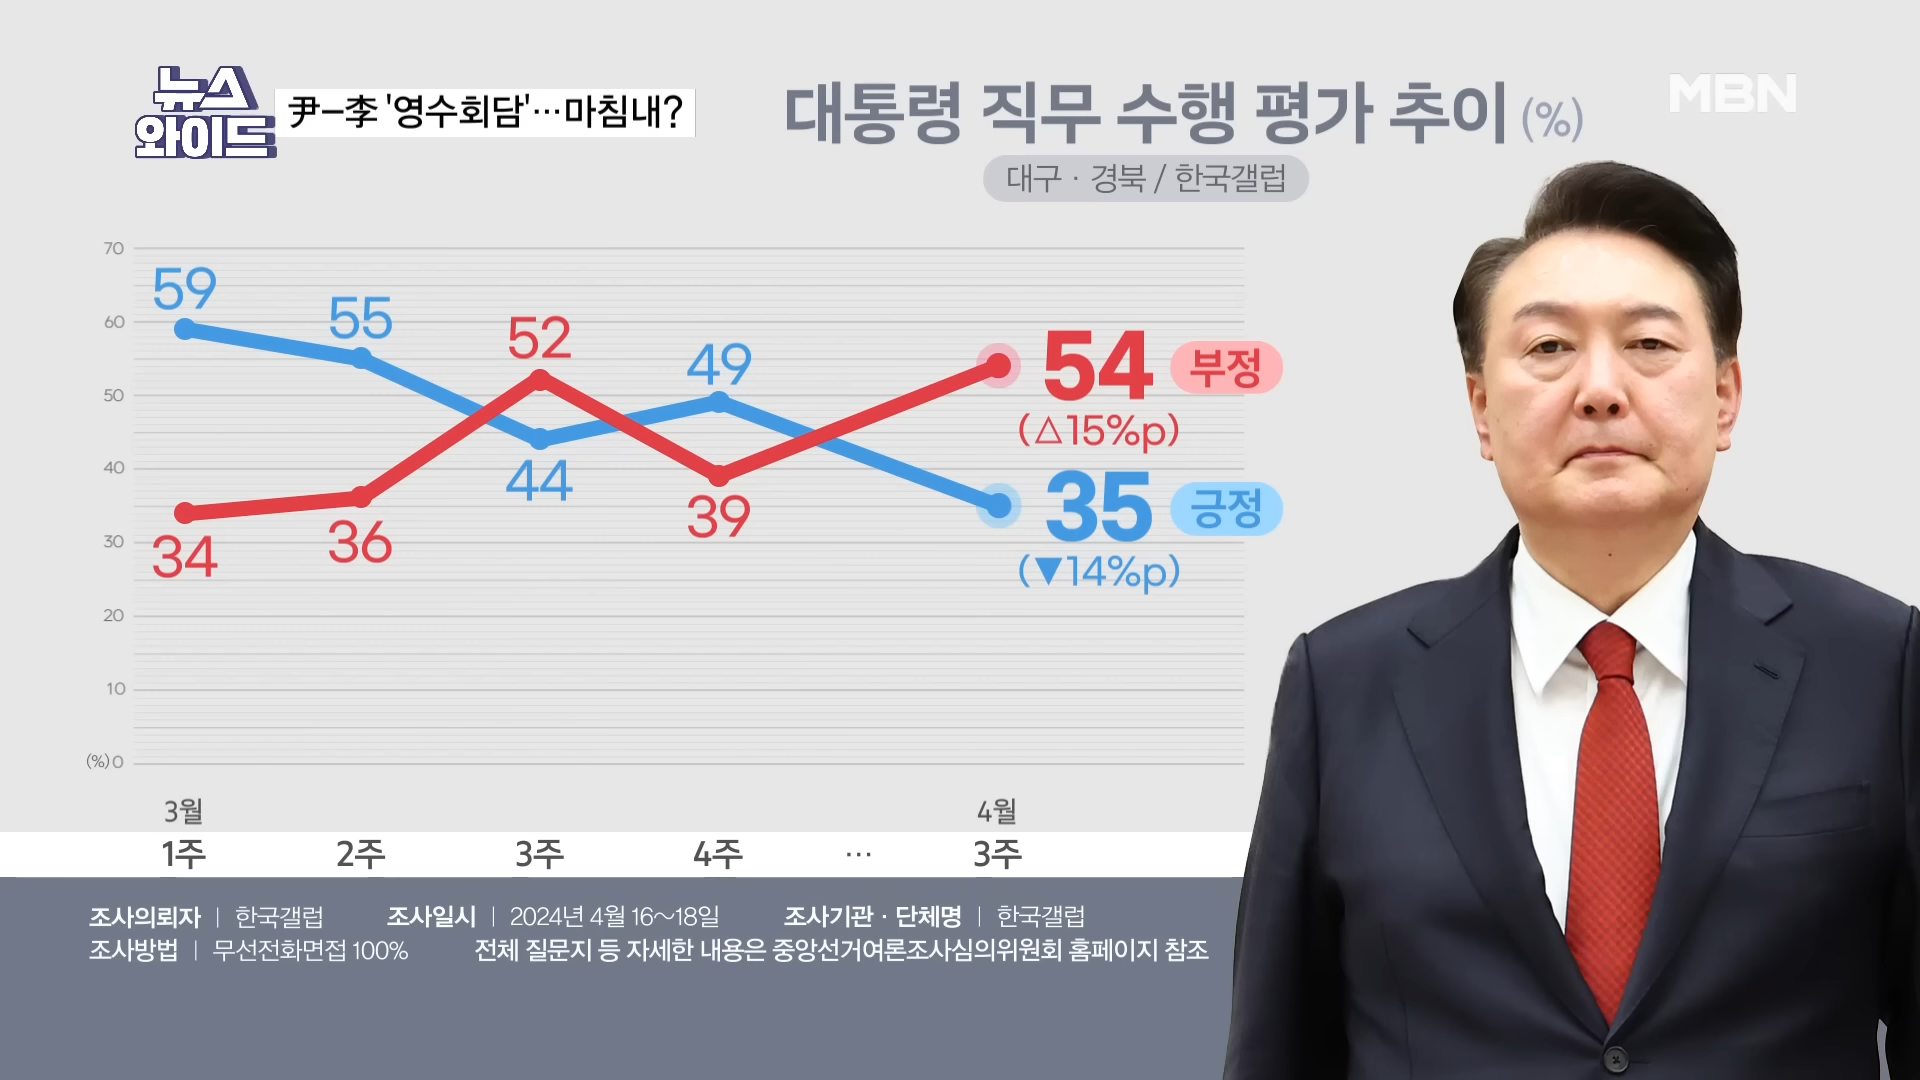 뉴스
와이드
尹–李 '영수회담'…마침내?
대통령 직무 수행 평가 추이 (%)
MBN
대구·경북 / 한국갤럽
70
60
50
40
30
20
10
(%) 0
59
55
52
49
44
39
36
34
54 부정
(△15%p)
35 긍정
(▼14%p)
3월 4월
1주 2주 3주 4주 … 3주
조사의뢰자 | 한국갤럽 조사일시 | 2024년 4월 16~18일 조사기관·단체명 | 한국갤럽
조사방법 | 무선전화면접 100% 전체 질문지 등 자세한 내용은 중앙선거여론조사심의위원회 홈페이지 참조